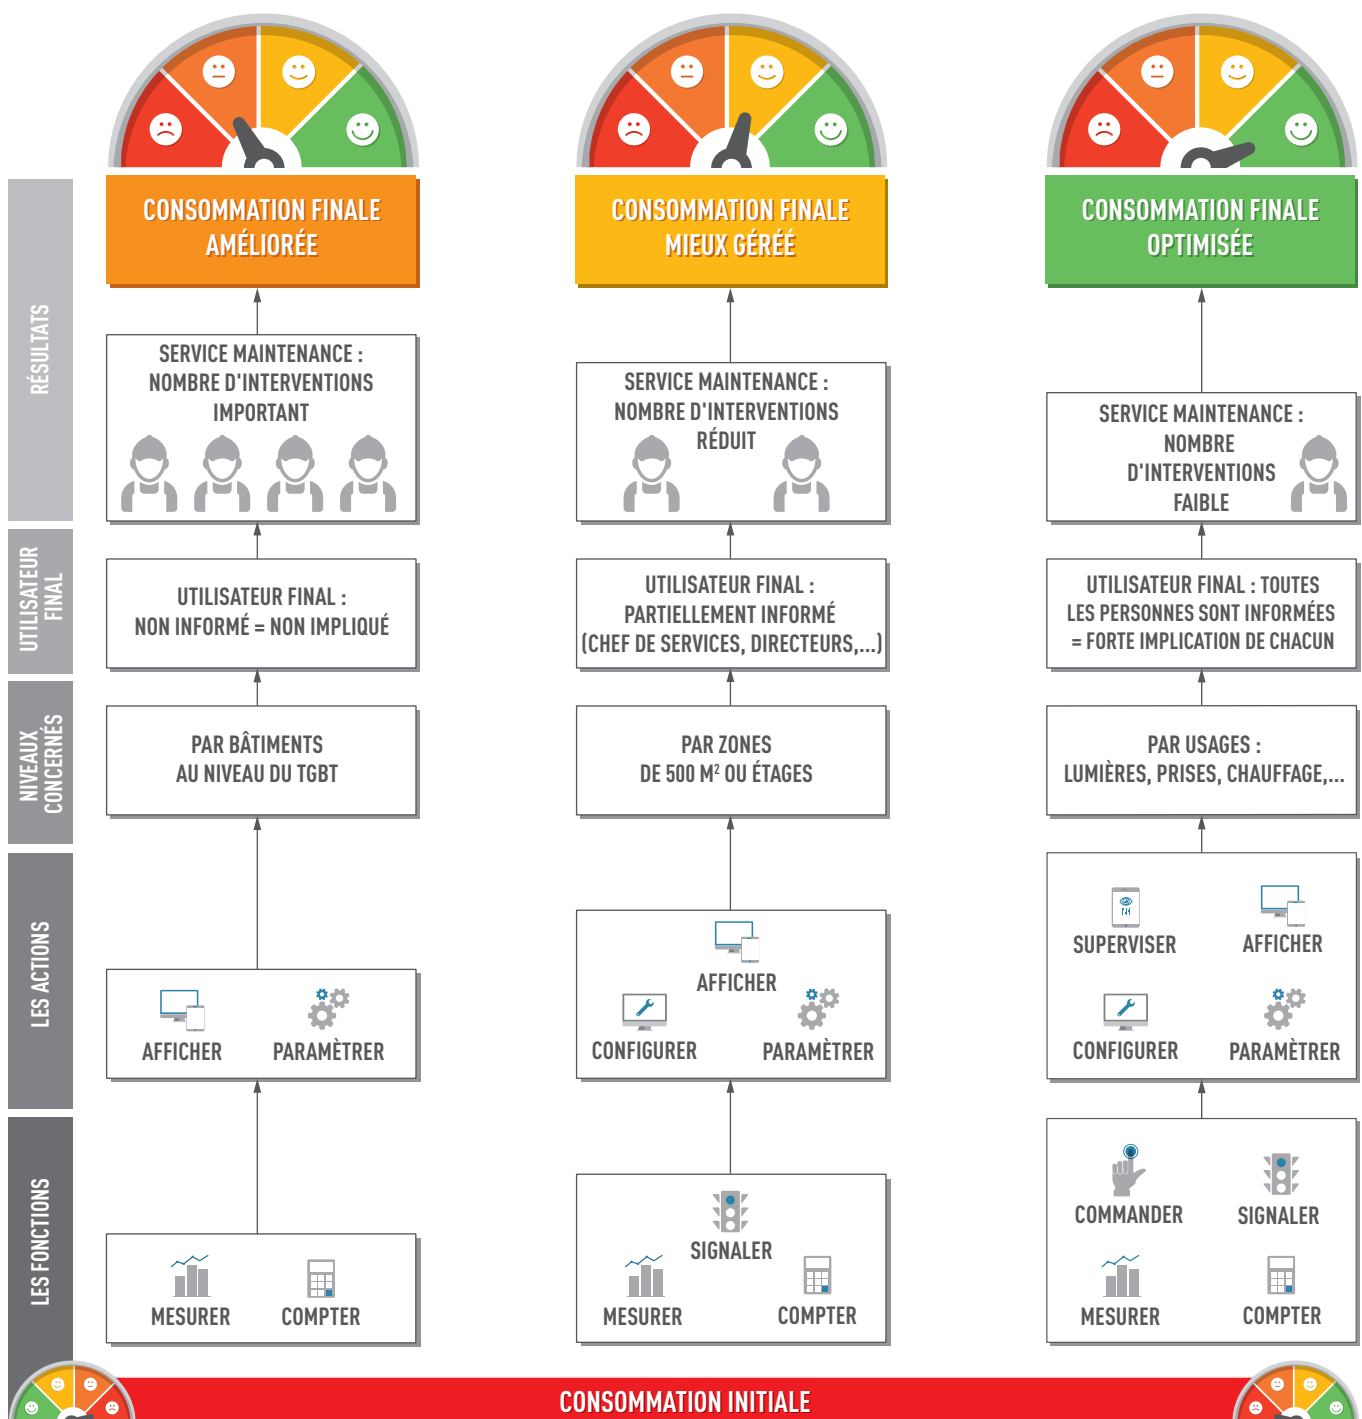 CONSOMMATION FINALE
AMÉLIORÉE
CONSOMMATION FINALE
MIEUX GÉRÉÉ
CONSOMMATION FINALE
OPTIMISÉE
RÉSULTATS
SERVICE MAINTENANCE :
NOMBRE D'INTERVENTIONS
IMPORTANT
SERVICE MAINTENANCE :
NOMBRE D'INTERVENTIONS
RÉDUIT
SERVICE MAINTENANCE :
NOMBRE
D'INTERVENTIONS
FAIBLE
UTILISATEUR
FINAL
UTILISATEUR FINAL :
NON INFORMÉ = NON IMPLIQUÉ
UTILISATEUR FINAL :
PARTIELLEMENT INFORMÉ
(CHEF DE SERVICES, DIRECTEURS,...)
UTILISATEUR FINAL : TOUTES
LES PERSONNES SONT INFORMÉES
= FORTE IMPLICATION DE CHACUN
NIVEAUX
CONCERNÉS
PAR BÂTIMENTS
AU NIVEAU DU TGBT
PAR ZONES
DE 500 M² OU ÉTAGES
PAR USAGES :
LUMIÈRES, PRISES, CHAUFFAGE,...
LES ACTIONS
AFFICHER
PARAMÈTRER
AFFICHER
CONFIGURER
PARAMÈTRER
SUPERVISER
AFFICHER
CONFIGURER
PARAMÈTRER
LES FONCTIONS
MESURER
COMPTER
SIGNALER
MESURER
COMPTER
COMMANDER
SIGNALER
MESURER
COMPTER
CONSOMMATION INITIALE